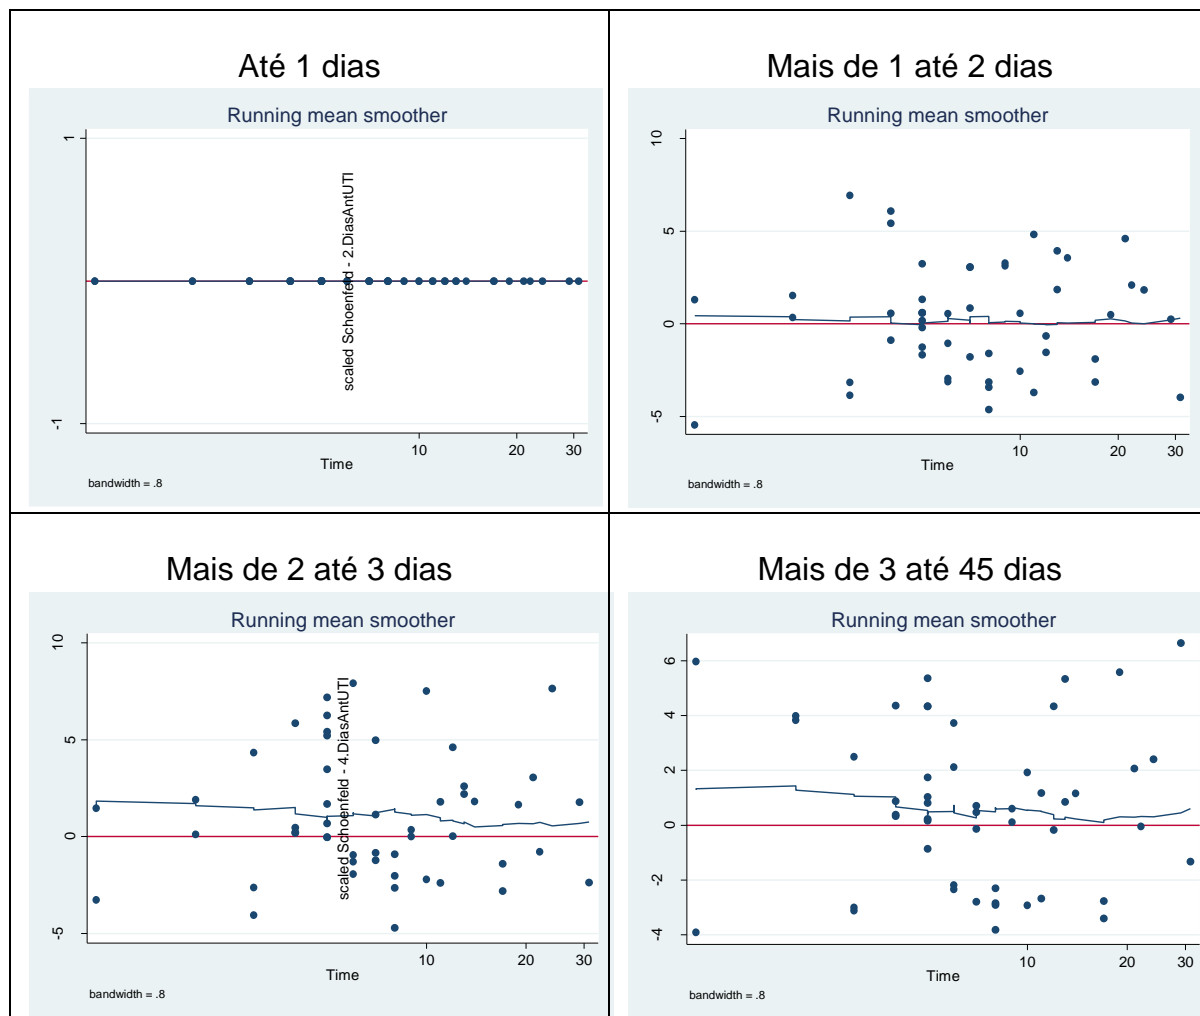 Até 1 dias
Running mean smoother
1
-1
scaled Schoenfeld - 2.DiasAntUTI
10
20
30
Time
bandwidth = .8
Mais de 1 até 2 dias
Running mean smoother
10
5
0
-5
10
20
30
Time
bandwidth = .8
Mais de 2 até 3 dias
Running mean smoother
10
5
0
-5
scaled Schoenfeld - 4.DiasAntUTI
10
20
30
Time
bandwidth = .8
Mais de 3 até 45 dias
Running mean smoother
6
4
2
0
-2
-4
10
20
30
Time
bandwidth = .8